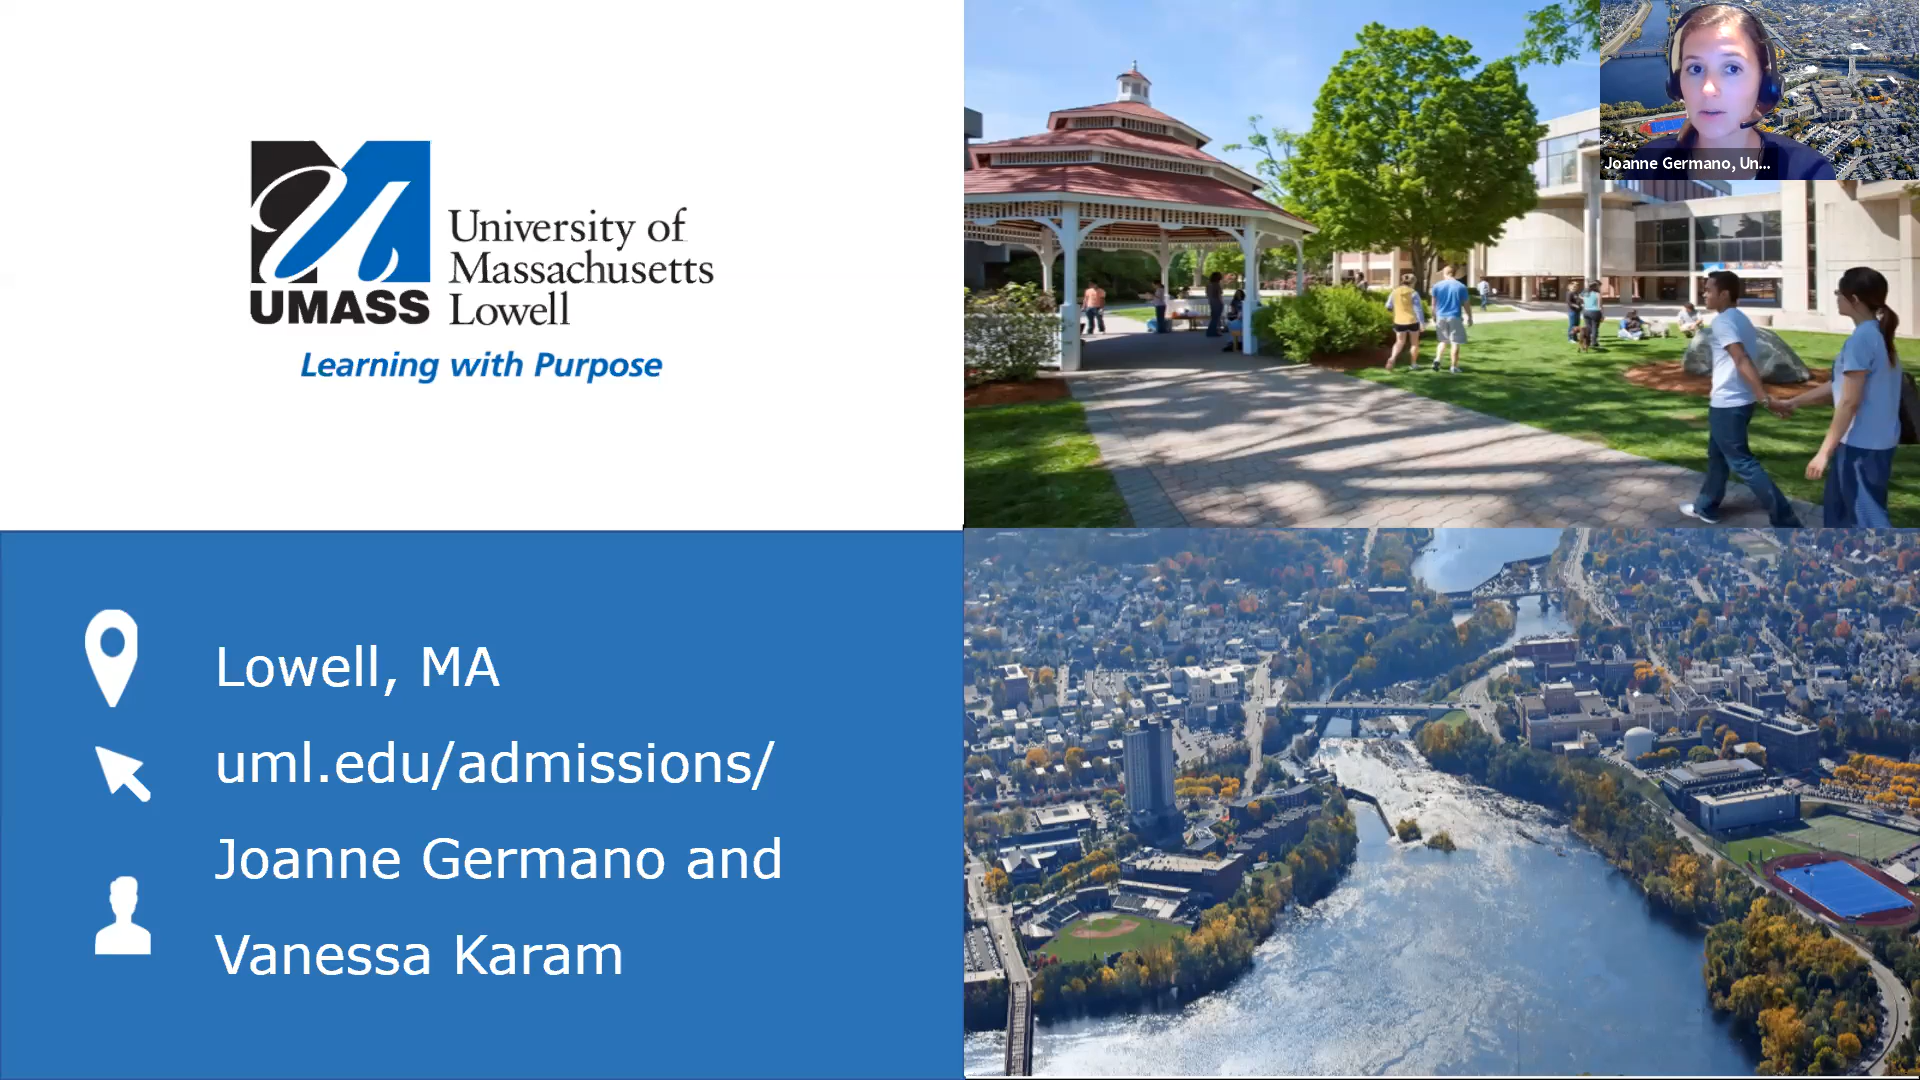 University of
Massachusetts
Lowell
UMASS
Learning with Purpose
Joanne Germano, Un...
Lowell, MA
uml.edu/admissions/
Joanne Germano and
Vanessa Karam